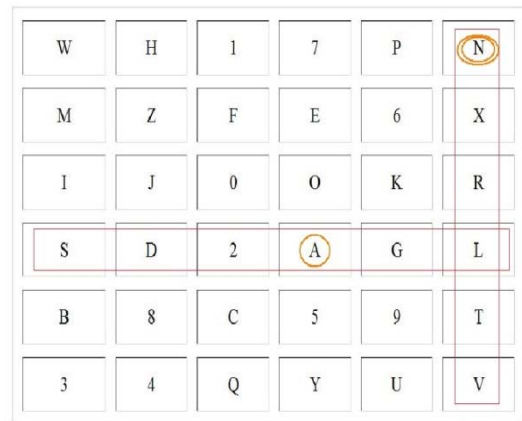 W H 1 7 P N
M Z F E 6 X
I J 0 O K R
S D 2 A G L
B 8 C 5 9 T
3 4 Q Y U V